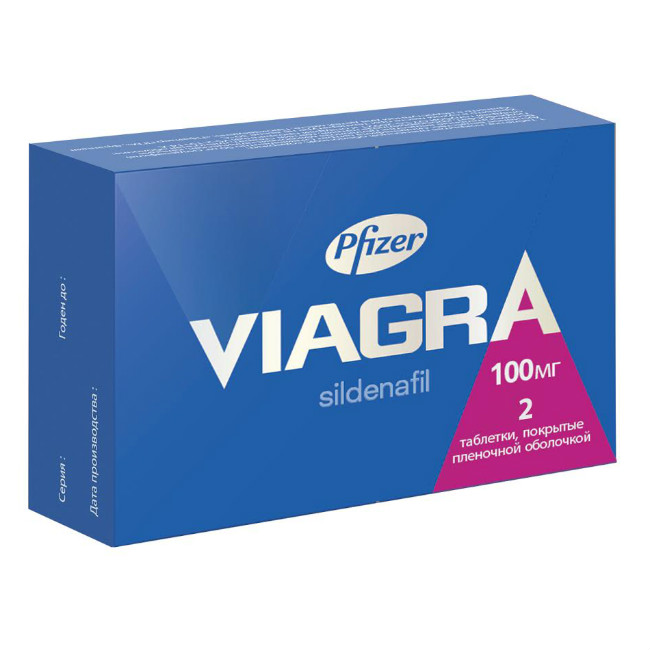 Pfizer
VIAGRA
sildenafil
100мг
2
таблетки, покрытые
пленочной оболочкой
Годен до :
Серия :
Дата производства :